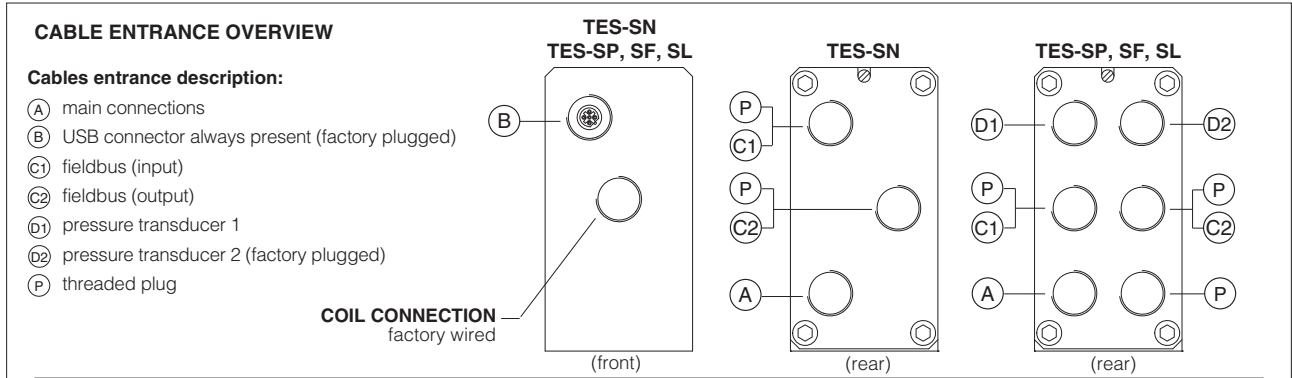 CABLE ENTRANCE OVERVIEW
Cables entrance description:
A main connections
B USB connector always present (factory plugged)
C1 fieldbus (input)
C2 fieldbus (output)
D1 pressure transducer 1
D2 pressure transducer 2 (factory plugged)
P threaded plug
TES-SN
TES-SP, SF, SL
B
COIL CONNECTION
factory wired
(front)
TES-SN
P
C1
P
C2
A
(rear)
TES-SP, SF, SL
D1
D2
P
C1
P
C2
A
P
(rear)